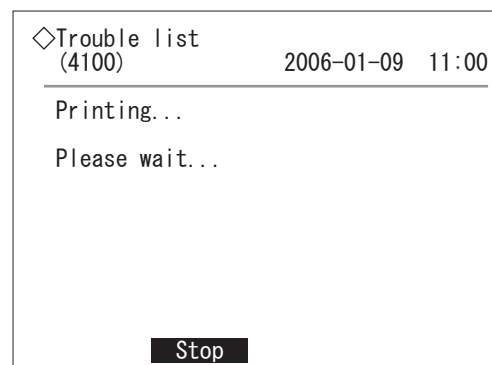 ◇Trouble list
(4100) 2006-01-09 11:00
Printing...
Please wait...
Stop